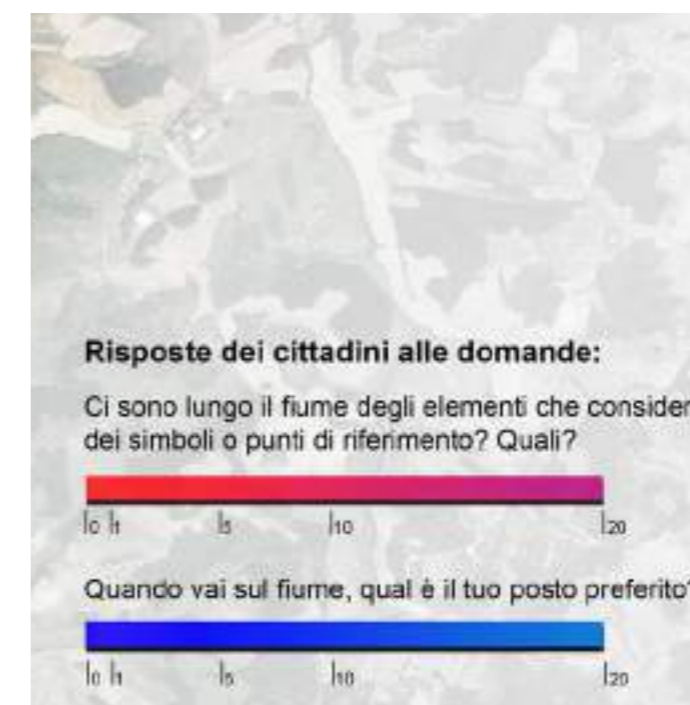 Risposte dei cittadini alle domande:
Ci sono lungo il fiume degli elementi che consider
dei simboli o punti di riferimento? Quali?
0 1 5 10 20
Quando vai sul fiume, qual è il tuo posto preferito?
0 1 5 10 20